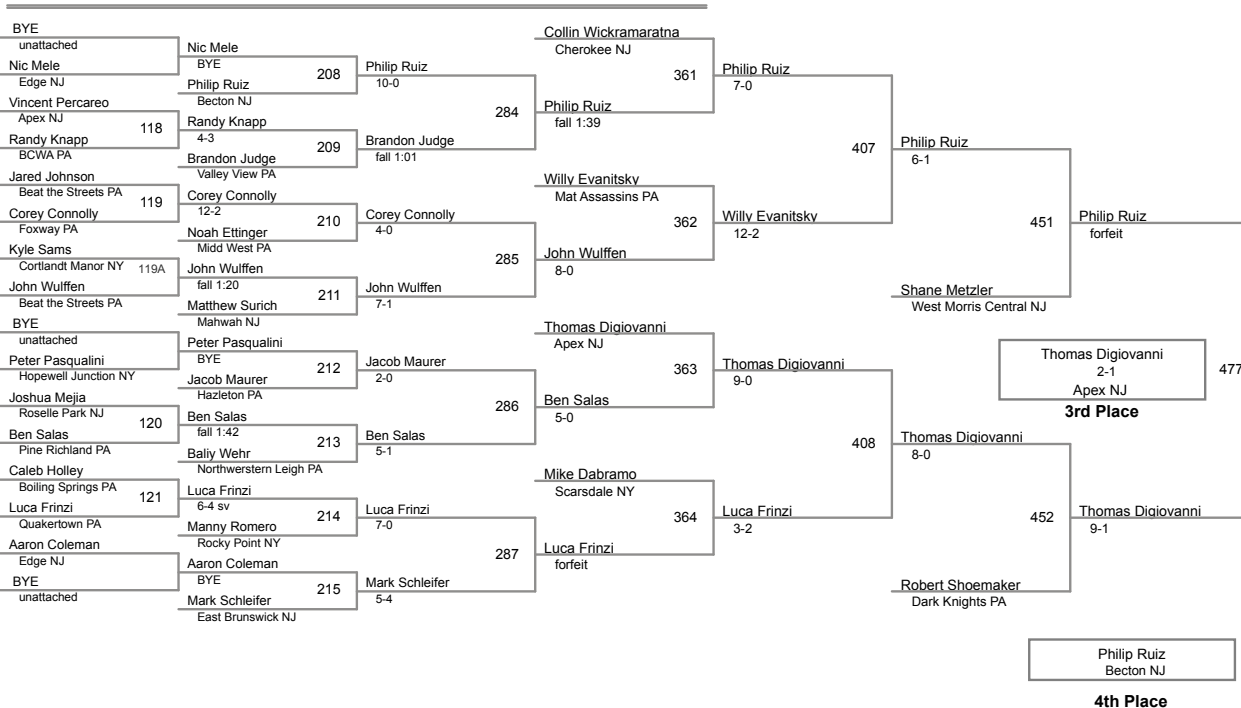 BYE
unattached
Nic Mele
Edge NJ
Vincent Percareo
Apex NJ
118
Randy Knapp
BCWA PA
Jared Johnson
Beat the Streets PA
119
Corey Connolly
Foxway PA
Kyle Sams
Cortlandt Manor NY
119A
John Wulffen
Beat the Streets PA
BYE
unattached
Peter Pasqualini
Hopewell Junction NY
Joshua Mejia
Roselle Park NJ
120
Ben Salas
Pine Richland PA
Caleb Holley
Boiling Springs PA
121
Luca Frinzi
Quakertown PA
Aaron Coleman
Edge NJ
BYE
unattached
Nic Mele
BYE
208
Philip Ruiz
Becton NJ
Randy Knapp
4-3
209
Brandon Judge
Valley View PA
Corey Connolly
12-2
210
Noah Ettinger
Midd West PA
John Wulffen
fall 1:20
211
Matthew Surich
Mahwah NJ
Peter Pasqualini
BYE
212
Jacob Maurer
Hazleton PA
Ben Salas
fall 1:42
213
Baliy Wehr
Northwerstern Leigh PA
Luca Frinzi
6-4 sv
214
Manny Romero
Rocky Point NY
Aaron Coleman
BYE
215
Mark Schleifer
East Brunswick NJ
Philip Ruiz
10-0
284
Brandon Judge
fall 1:01
Corey Connolly
4-0
285
John Wulffen
7-1
Jacob Maurer
2-0
286
Ben Salas
5-1
Luca Frinzi
7-0
287
Mark Schleifer
5-4
Collin Wickramaratna
Cherokee NJ
361
Philip Ruiz
fall 1:39
Willy Evanitsky
Mat Assassins PA
362
John Wulffen
8-0
Thomas Digiovanni
Apex NJ
363
Ben Salas
5-0
Mike Dabramo
Scarsdale NY
364
Luca Frinzi
forfeit
Philip Ruiz
7-0
407
Willy Evanitsky
12-2
Thomas Digiovanni
9-0
408
Luca Frinzi
3-2
Philip Ruiz
6-1
451
Shane Metzler
West Morris Central NJ
Thomas Digiovanni
8-0
452
Robert Shoemaker
Dark Knights PA
Philip Ruiz
forfeit
Thomas Digiovanni
2-1
Apex NJ
477
3rd Place
Thomas Digiovanni
9-1
Philip Ruiz
Becton NJ
4th Place